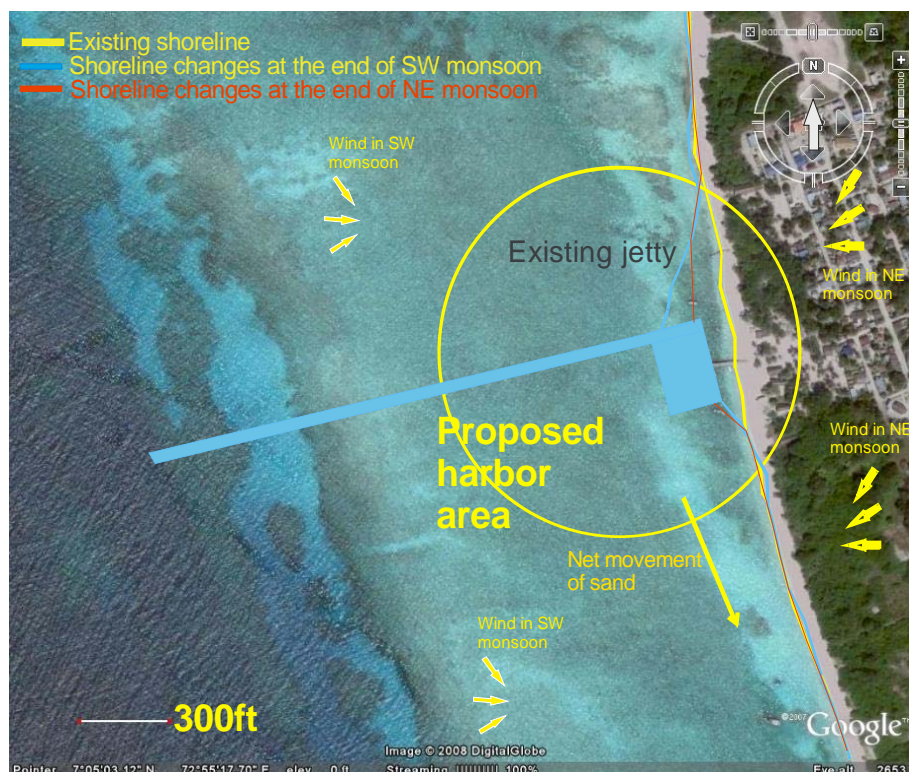 Existing shoreline
Shoreline changes at the end of SW monsoon
Shoreline changes at the end of NE monsoon
N
Wind in SW
monsoon
Existing jetty
Wind in NE
monsoon
Proposed
harbor
area
Wind in NE
monsoon
Net movement
of sand
Wind in SW
monsoon
300ft
©2007 Google™
Image © 2008 DigitalGlobe
Pointer 7°05'03.12" N 72°55'17.70" E elev 0 ft Streaming 100% Eye alt 2653